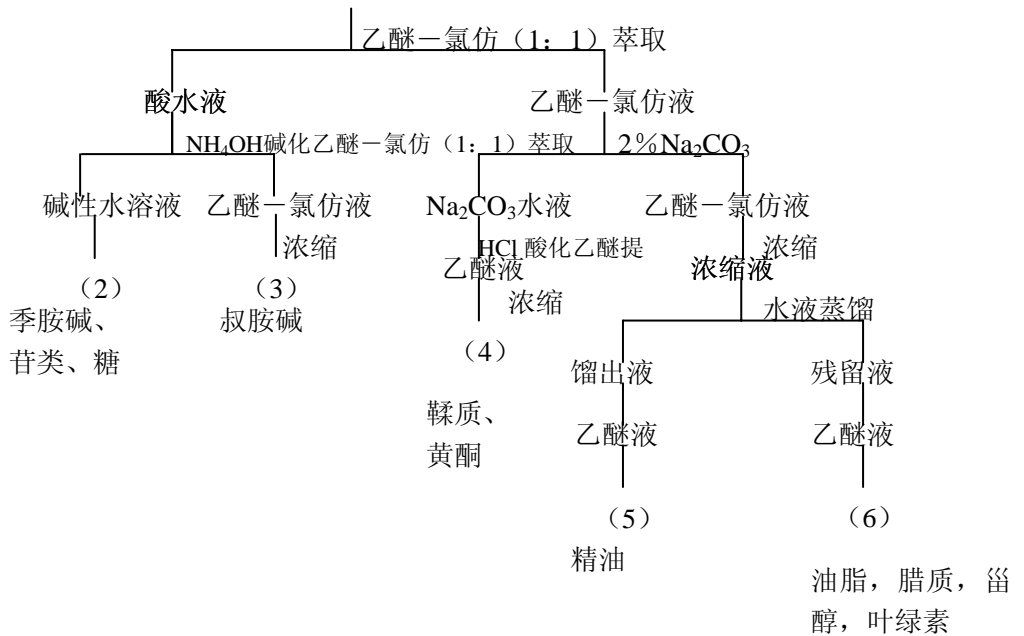 乙醚－氯仿（1：1）萃取
酸水液 乙醚－氯仿液
NH₄OH碱化乙醚－氯仿（1：1）萃取 2％Na₂CO₃
碱性水溶液 乙醚－氯仿液 Na₂CO₃水液 乙醚－氯仿液
浓缩 HCl 酸化乙醚提 浓缩
乙醚液 浓缩液
（2） （3） 浓缩 水液蒸馏
季胺碱、 叔胺碱
苷类、糖 （4） 馏出液 残留液
鞣质、
黄酮 乙醚液 乙醚液
（5） （6）
精油
油脂，腊质，甾
醇，叶绿素